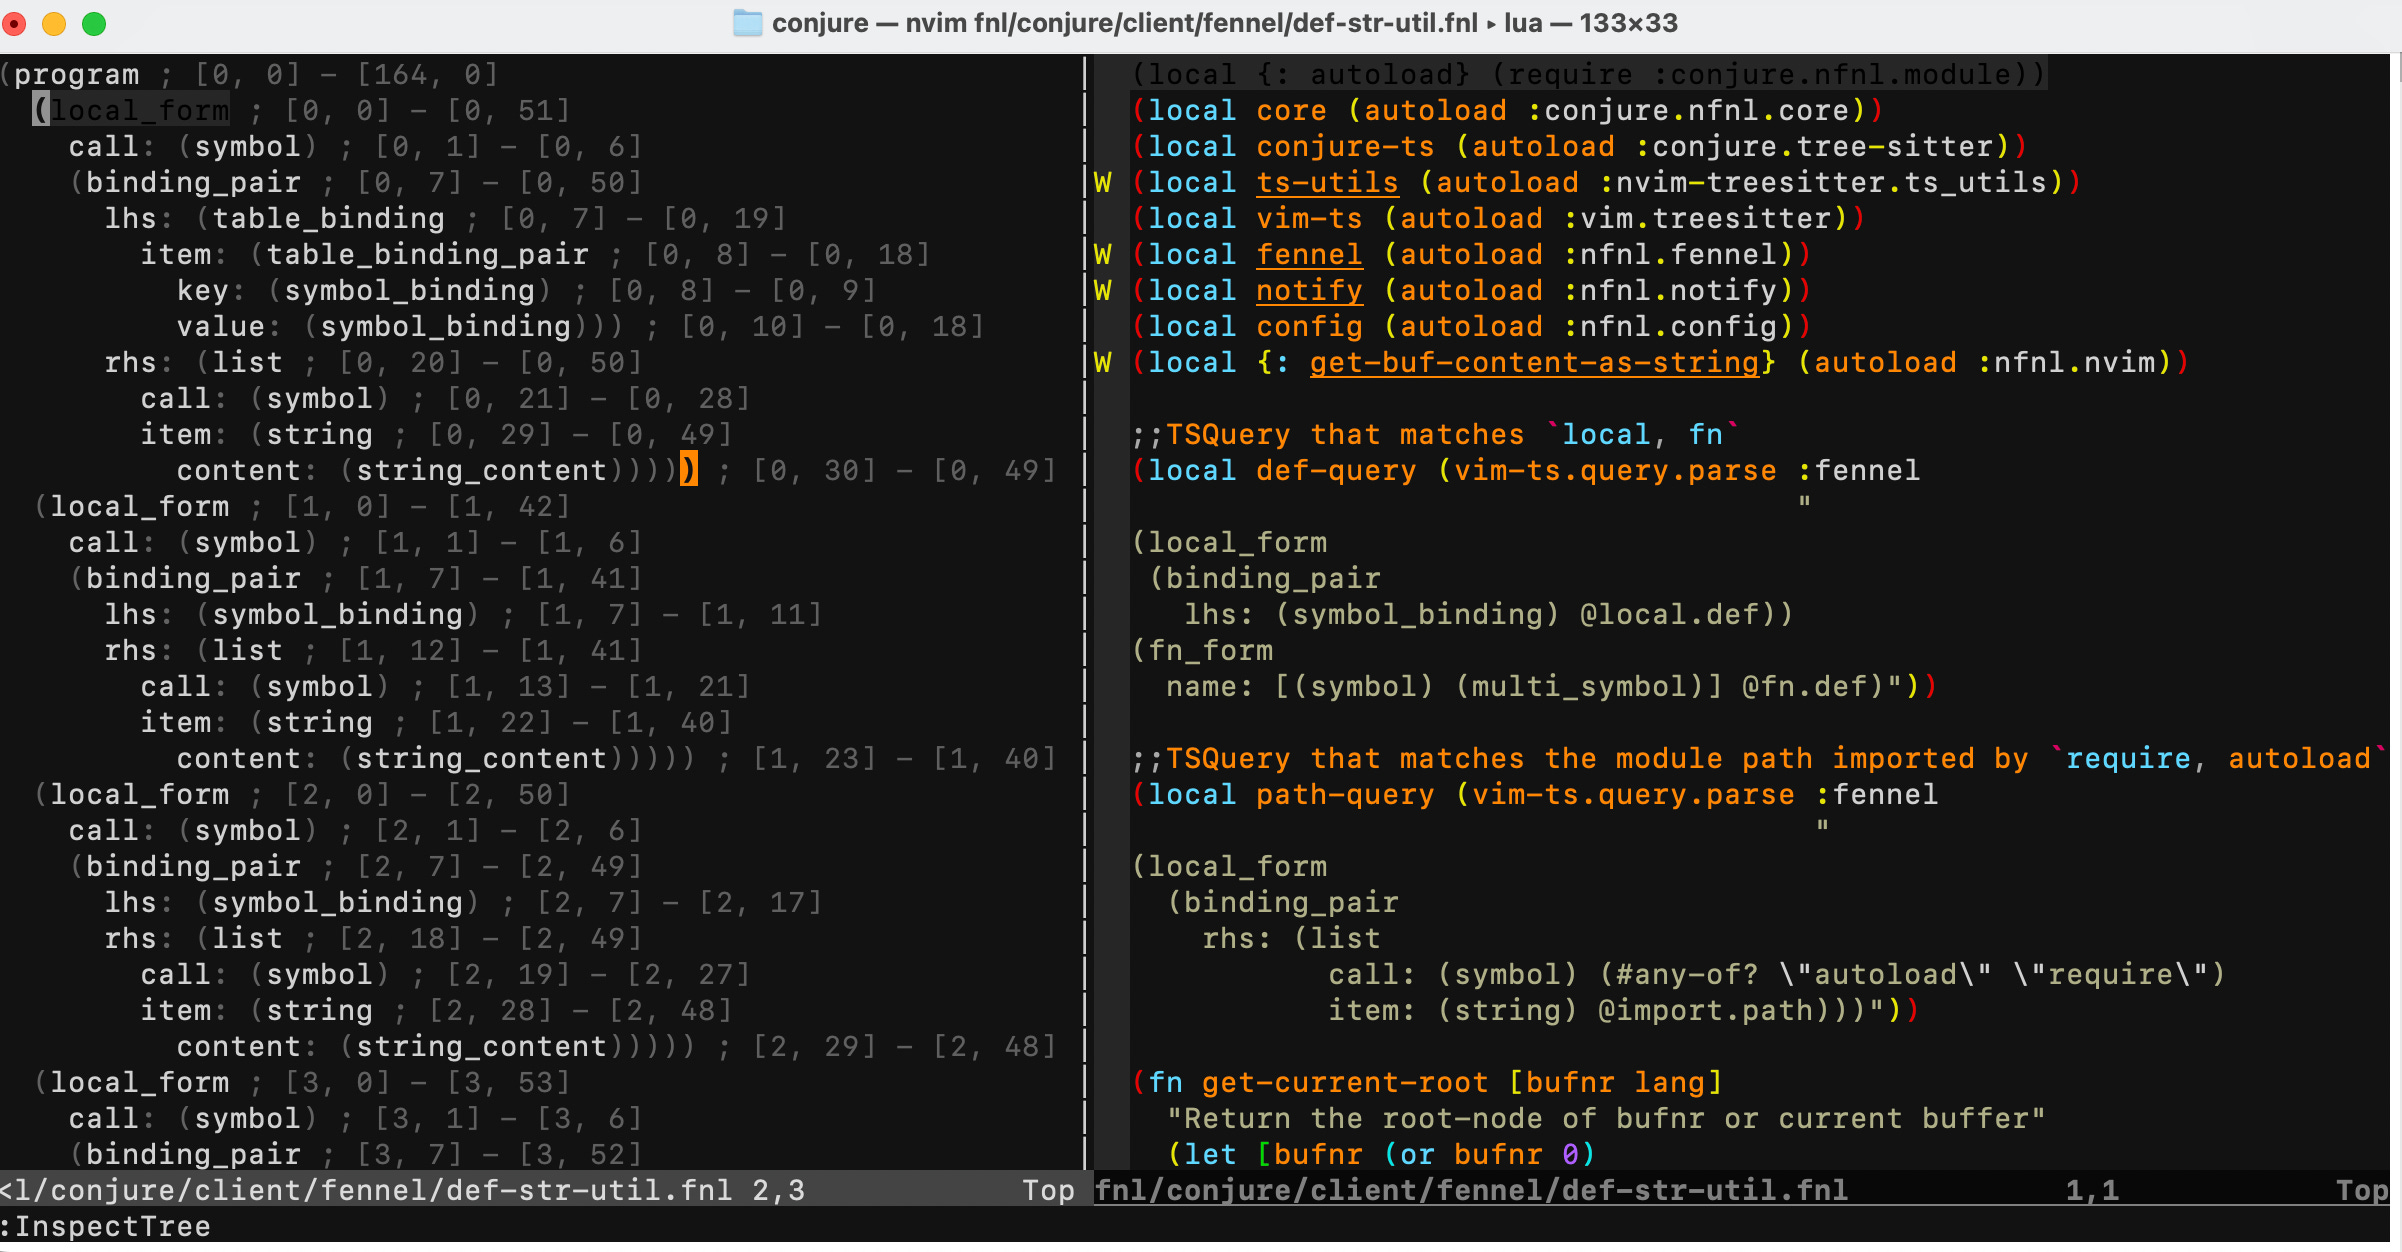 conjure — nvim fnl/conjure/client/fennel/def-str-util.fnl ▸ lua — 133×33
(program ; [0, 0] - [164, 0]
  (local_form ; [0, 0] - [0, 51]
    call: (symbol) ; [0, 1] - [0, 6]
    (binding_pair ; [0, 7] - [0, 50]
      lhs: (table_binding ; [0, 7] - [0, 19]
        item: (table_binding_pair ; [0, 8] - [0, 18]
          key: (symbol_binding) ; [0, 8] - [0, 9]
          value: (symbol_binding))) ; [0, 10] - [0, 18]
      rhs: (list ; [0, 20] - [0, 50]
        call: (symbol) ; [0, 21] - [0, 28]
        item: (string ; [0, 29] - [0, 49]
          content: (string_content))))) ; [0, 30] - [0, 49]
  (local_form ; [1, 0] - [1, 42]
    call: (symbol) ; [1, 1] - [1, 6]
    (binding_pair ; [1, 7] - [1, 41]
      lhs: (symbol_binding) ; [1, 7] - [1, 11]
      rhs: (list ; [1, 12] - [1, 41]
        call: (symbol) ; [1, 13] - [1, 21]
        item: (string ; [1, 22] - [1, 40]
          content: (string_content))))) ; [1, 23] - [1, 40]
  (local_form ; [2, 0] - [2, 50]
    call: (symbol) ; [2, 1] - [2, 6]
    (binding_pair ; [2, 7] - [2, 49]
      lhs: (symbol_binding) ; [2, 7] - [2, 17]
      rhs: (list ; [2, 18] - [2, 49]
        call: (symbol) ; [2, 19] - [2, 27]
        item: (string ; [2, 28] - [2, 48]
          content: (string_content))))) ; [2, 29] - [2, 48]
  (local_form ; [3, 0] - [3, 53]
    call: (symbol) ; [3, 1] - [3, 6]
    (binding_pair ; [3, 7] - [3, 52]
<l/conjure/client/fennel/def-str-util.fnl 2,3 Top
(local {: autoload} (require :conjure.nfnl.module))
(local core (autoload :conjure.nfnl.core))
(local conjure-ts (autoload :conjure.tree-sitter))
W (local ts-utils (autoload :nvim-treesitter.ts_utils))
(local vim-ts (autoload :vim.treesitter))
W (local fennel (autoload :nfnl.fennel))
W (local notify (autoload :nfnl.notify))
(local config (autoload :nfnl.config))
W (local {: get-buf-content-as-string} (autoload :nfnl.nvim))
;;TSQuery that matches `local, fn`
(local def-query (vim-ts.query.parse :fennel
"
(local_form
 (binding_pair
   lhs: (symbol_binding) @local.def))
(fn_form
  name: [(symbol) (multi_symbol)] @fn.def)"))
;;TSQuery that matches the module path imported by `require, autoload`
(local path-query (vim-ts.query.parse :fennel
"
(local_form
  (binding_pair
    rhs: (list
           call: (symbol) (#any-of? \"autoload\" \"require\")
           item: (string) @import.path)))"))
(fn get-current-root [bufnr lang]
  "Return the root-node of bufnr or current buffer"
  (let [bufnr (or bufnr 0)
fnl/conjure/client/fennel/def-str-util.fnl 1,1 Top
:InspectTree